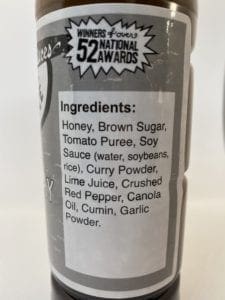 WINNERS of over
52 NATIONAL
AWARDS
Ingredients:
Honey, Brown Sugar,
Tomato Puree, Soy
Sauce (water, soybeans,
rice), Curry Powder,
Lime Juice, Crushed
Red Pepper, Canola
Oil, Cumin, Garlic
Powder.